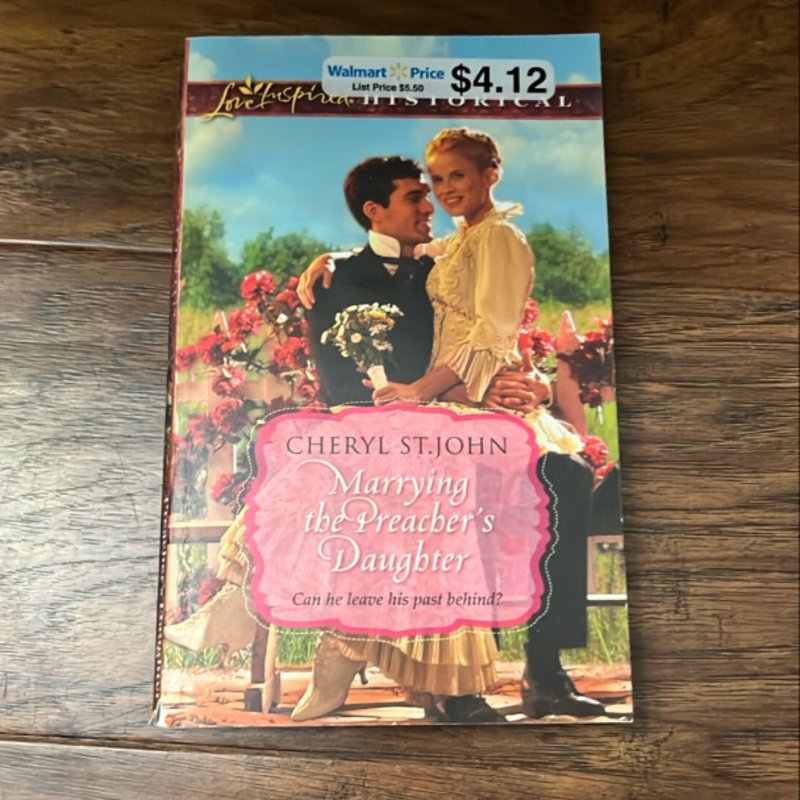 Walmart Price $4.12
List Price $5.50
Love Inspired HISTORICAL
CHERYL ST.JOHN
Marrying
the Preacher's
Daughter
Can he leave his past behind?